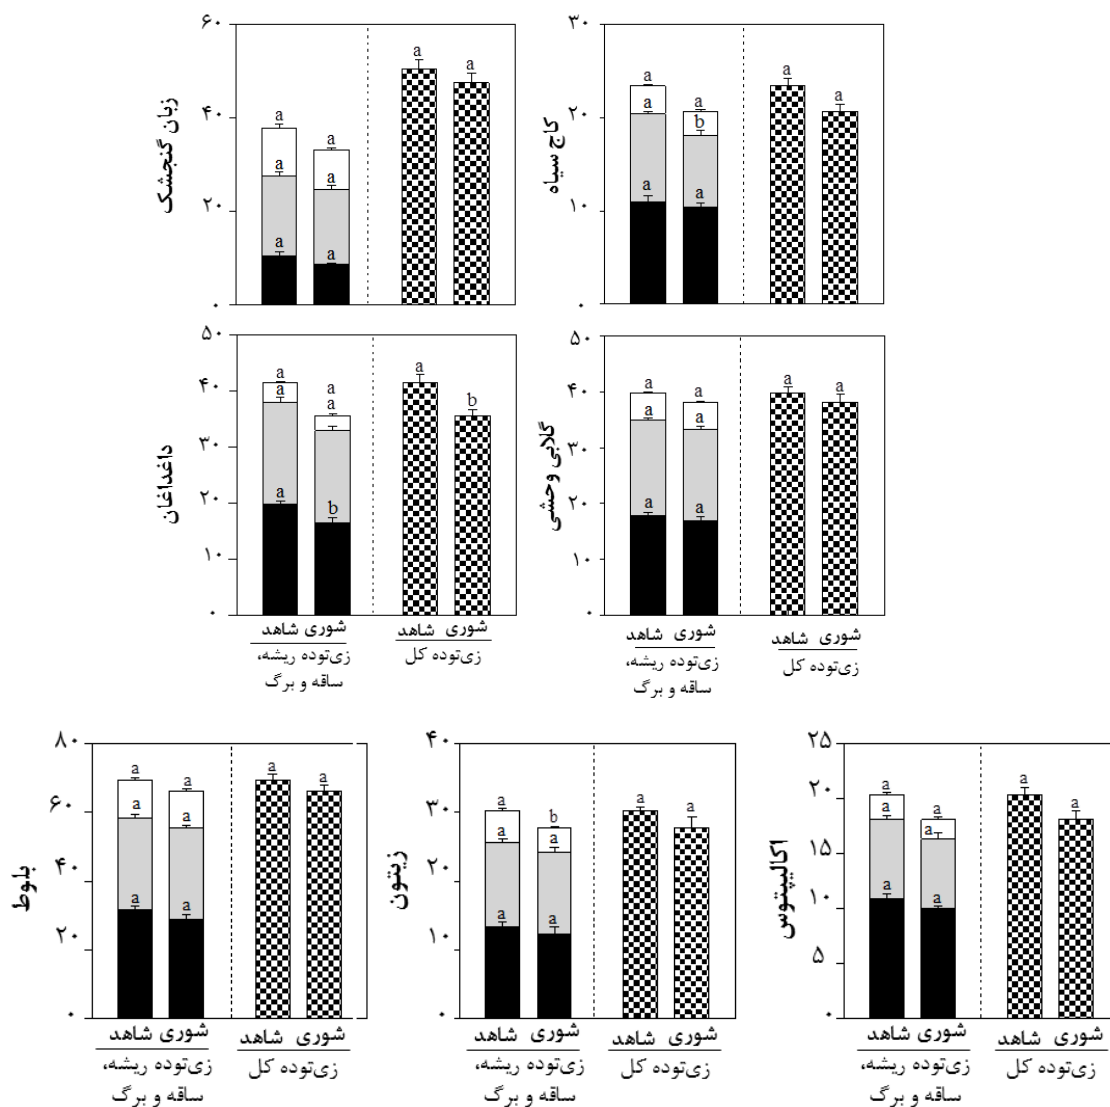 زبان گنجشک
۶۰
۴۰
۲۰
۰
a
a
a
a
a
a
a
a
کاج سیاه
۳۰
۲۰
۱۰
۰
a
a
a
a
b
a
a
a
داغداغان
۵۰
۴۰
۳۰
۲۰
۱۰
۰
a
a
a
a
a
b
a
b
شاهد شوری
زی‌توده ریشه،
ساقه و برگ
شاهد شوری
زی‌توده کل
گلابی وحشی
۵۰
۴۰
۳۰
۲۰
۱۰
۰
a
a
a
a
a
a
a
a
شاهد شوری
زی‌توده ریشه،
ساقه و برگ
شاهد شوری
زی‌توده کل
بلوط
۸۰
۶۰
۴۰
۲۰
۰
a
a
a
a
a
a
a
a
شاهد شوری
زی‌توده ریشه،
ساقه و برگ
شاهد شوری
زی‌توده کل
زیتون
۴۰
۳۰
۲۰
۱۰
۰
a
a
a
b
a
a
a
a
شاهد شوری
زی‌توده ریشه،
ساقه و برگ
شاهد شوری
زی‌توده کل
اکالیپتوس
۲۵
۲۰
۱۵
۱۰
۵
۰
a
a
a
a
a
a
a
a
شاهد شوری
زی‌توده ریشه،
ساقه و برگ
شاهد شوری
زی‌توده کل